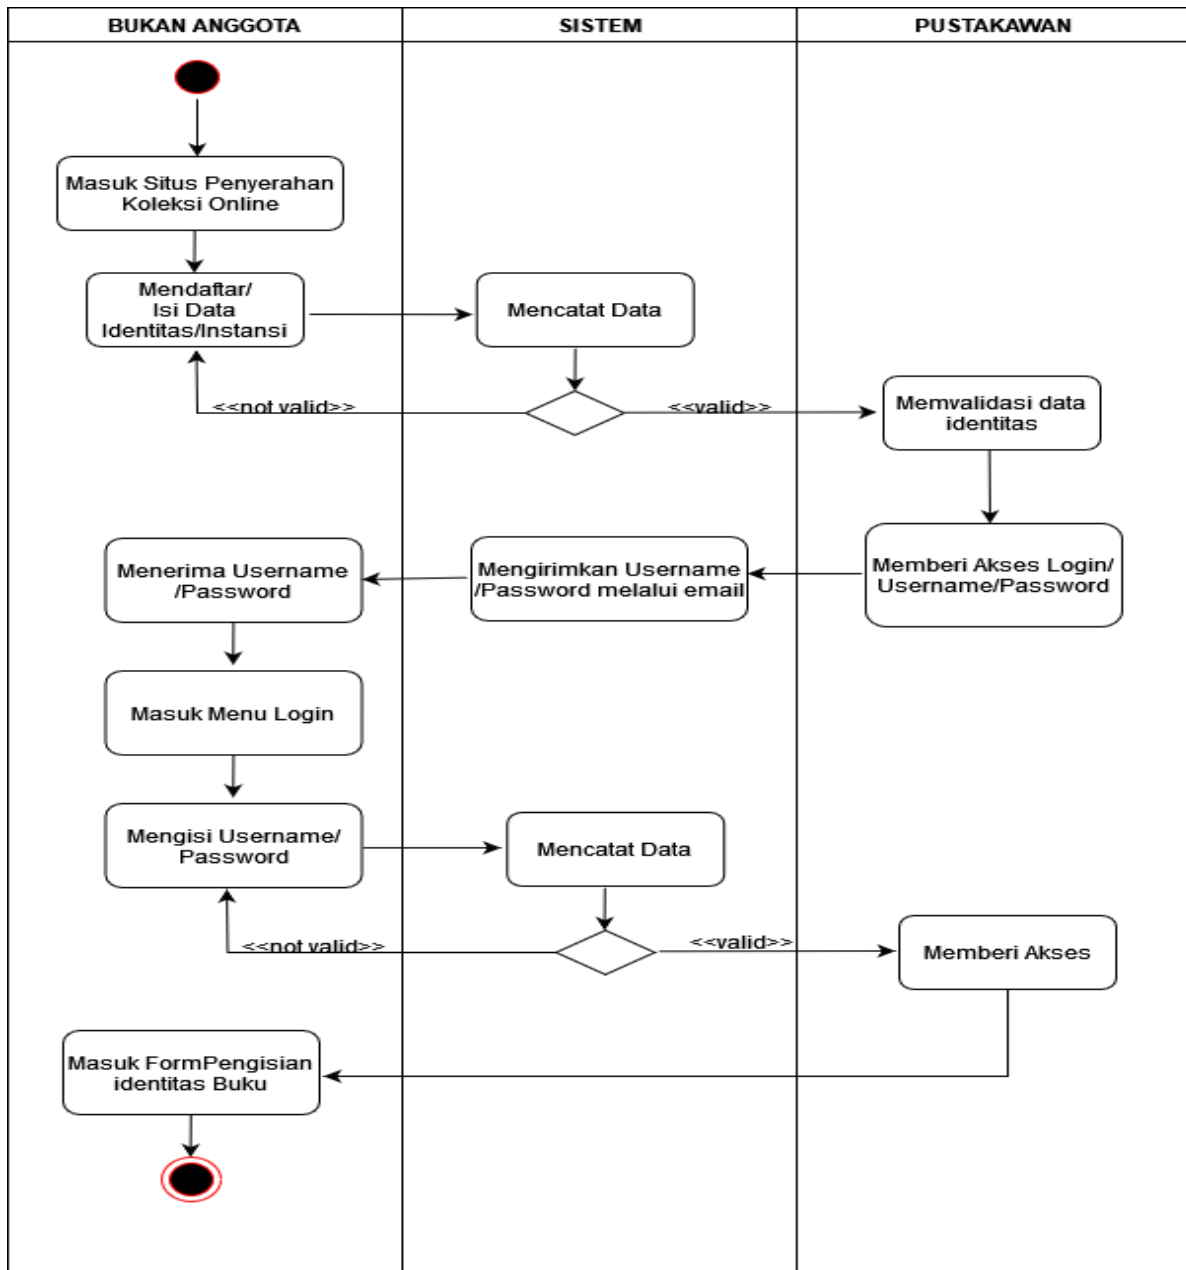 BUKAN ANGGOTA
SISTEM
PUSTAKAWAN
Masuk Situs Penyerahan
Koleksi Online
Mendaftar/
Isi Data
Identitas/Instansi
Mencatat Data
<<not valid>>
<<valid>>
Memvalidasi data
identitas
Memberi Akses Login/
Username/Password
Mengirimkan Username
/Password melalui email
Menerima Username
/Password
Masuk Menu Login
Mengisi Username/
Password
Mencatat Data
<<not valid>>
<<valid>>
Memberi Akses
Masuk FormPengisian
identitas Buku